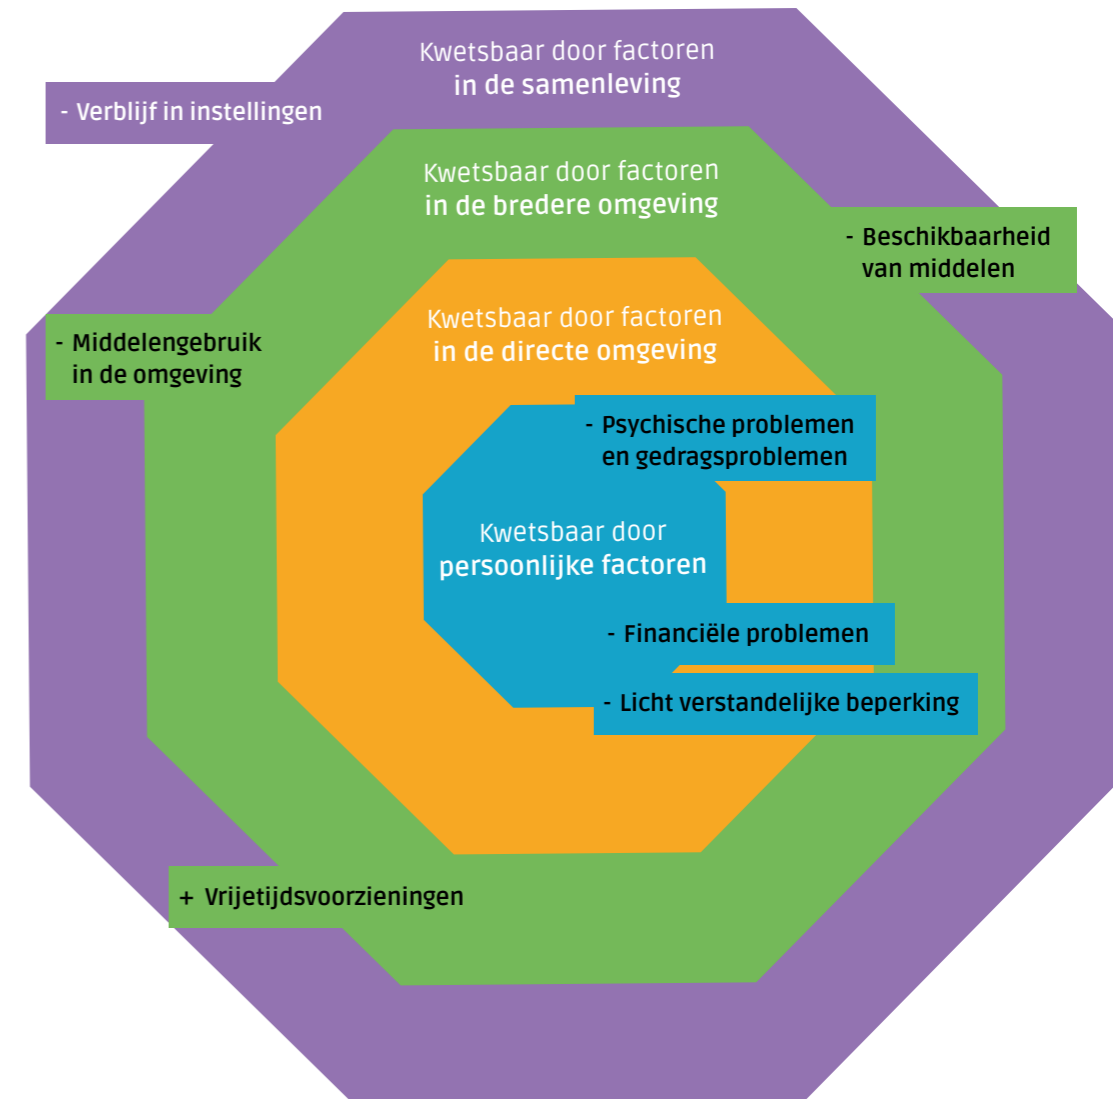 Kwetsbaar door factoren
in de samenleving
- Verblijf in instellingen
Kwetsbaar door factoren
in de bredere omgeving
- Beschikbaarheid
van middelen
Kwetsbaar door factoren
in de directe omgeving
- Middelengebruik
in de omgeving
- Psychische problemen
en gedragsproblemen
Kwetsbaar door
persoonlijke factoren
- Financiële problemen
- Licht verstandelijke beperking
+ Vrijetijdsvoorzieningen